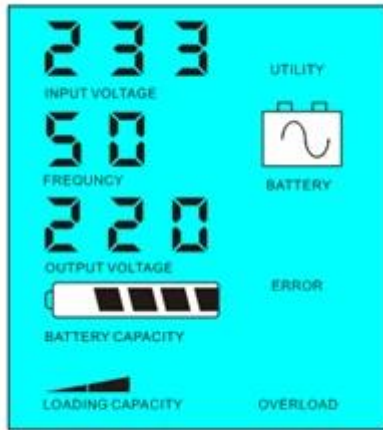 233
UTILITY
INPUT VOLTAGE
50
FREQUNCY
BATTERY
220
OUTPUT VOLTAGE
ERROR
BATTERY CAPACITY
LOADING CAPACITY
OVERLOAD